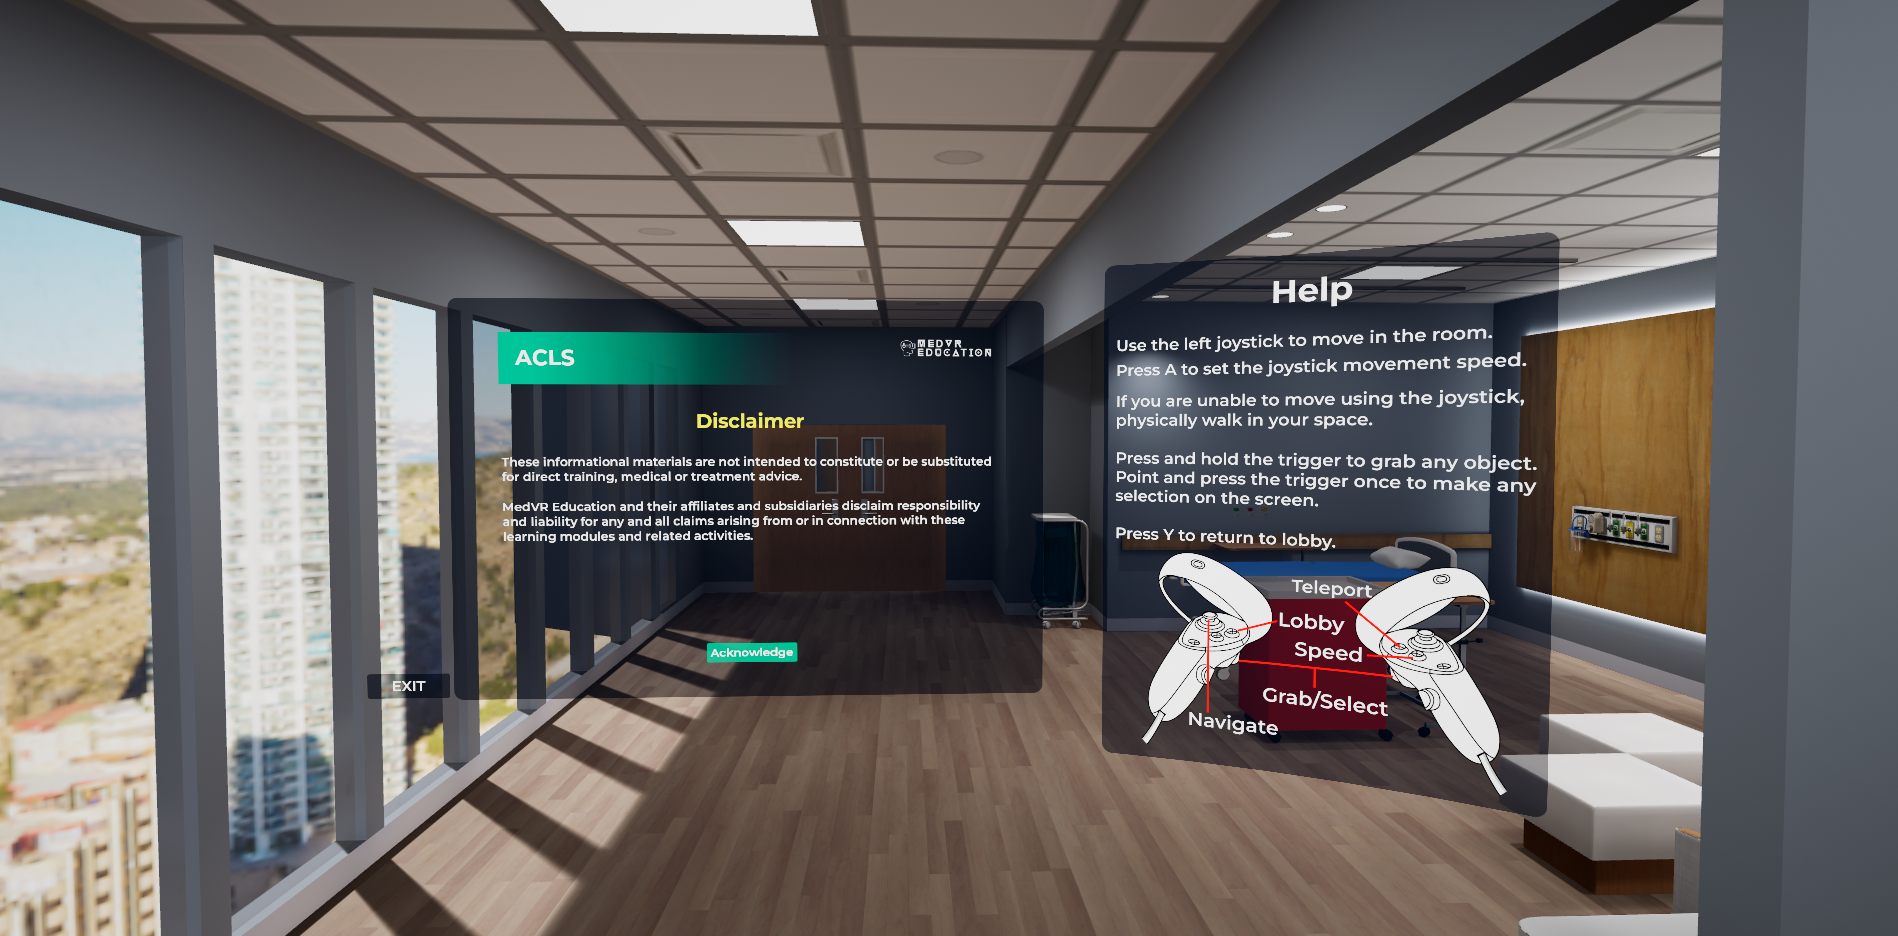 ACLS
MEDVR
EDUCATION
Disclaimer
These informational materials are not intended to constitute or be substituted
for direct training, medical or treatment advice.
MedVR Education and their affiliates and subsidiaries disclaim responsibility
and liability for any and all claims arising from or in connection with these
learning modules and related activities.
Acknowledge
EXIT
Help
Use the left joystick to move in the room.
Press A to set the joystick movement speed.
If you are unable to move using the joystick,
physically walk in your space.
Press and hold the trigger to grab any object.
Point and press the trigger once to make any
selection on the screen.
Press Y to return to lobby.
Teleport
Lobby
Speed
Grab/Select
Navigate